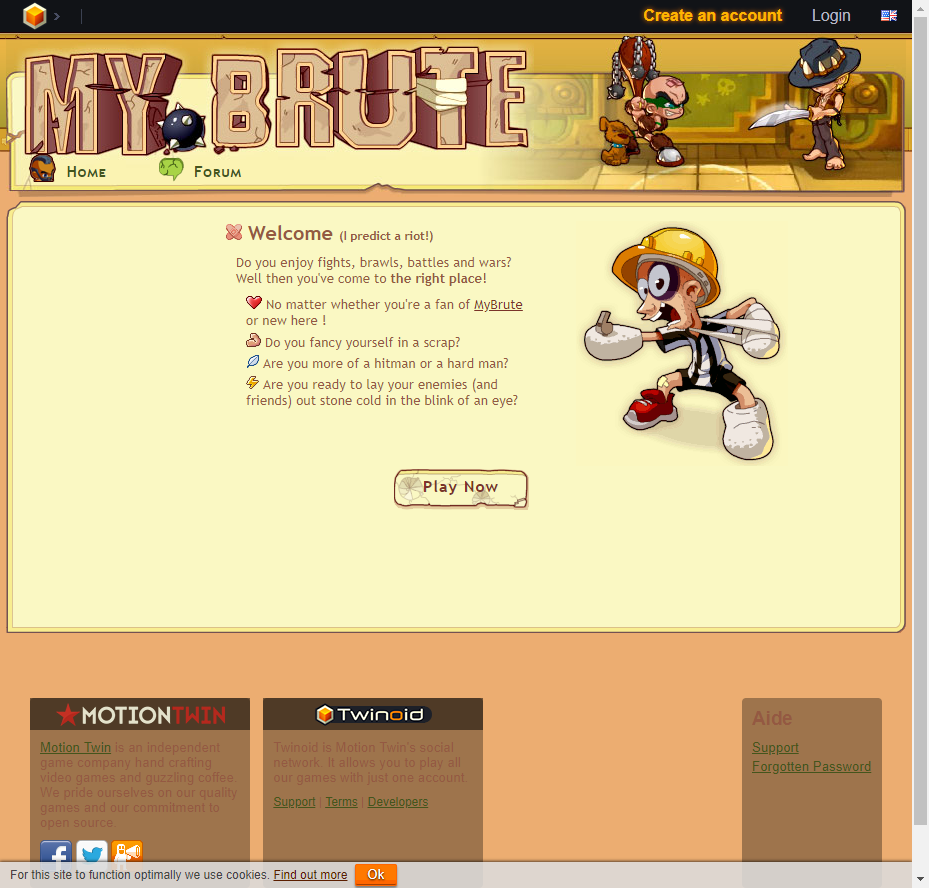 Create an account
Login
MY BRUTE
Home
Forum
Welcome (I predict a riot!)
Do you enjoy fights, brawls, battles and wars?
Well then you've come to the right place!
No matter whether you're a fan of MyBrute
or new here !
Do you fancy yourself in a scrap?
Are you more of a hitman or a hard man?
Are you ready to lay your enemies (and
friends) out stone cold in the blink of an eye?
Play Now
MOTIONTWIN
Motion Twin is an independent
game company hand crafting
video games and guzzling coffee.
We pride ourselves on our quality
games and our commitment to
open source.
Twinoid
Twinoid is Motion Twin's social
network. It allows you to play all
our games with just one account.
Support | Terms | Developers
Aide
Support
Forgotten Password
For this site to function optimally we use cookies. Find out more Ok